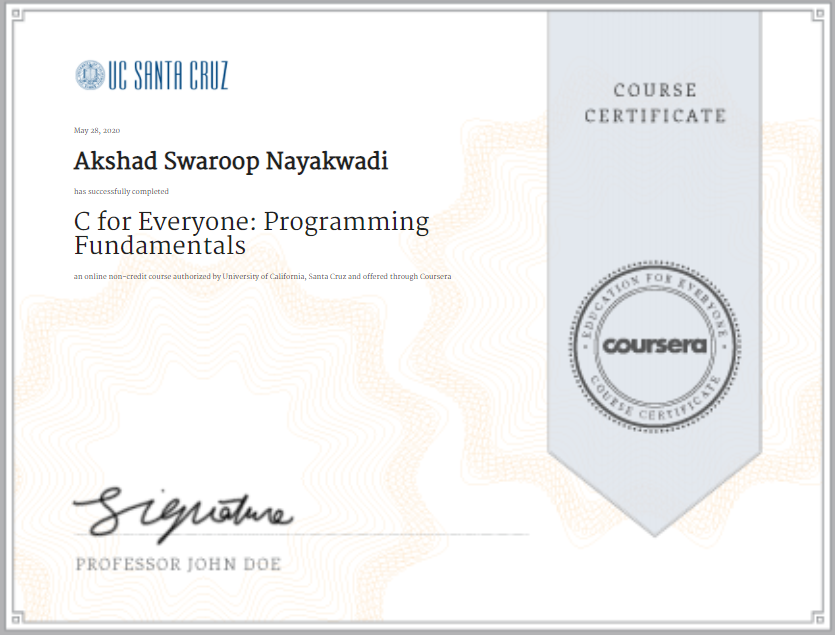 UC SANTA CRUZ
COURSE
CERTIFICATE
May 28, 2020
Akshad Swaroop Nayakwadi
has successfully completed
C for Everyone: Programming
Fundamentals
an online non-credit course authorized by University of California, Santa Cruz and offered through Coursera
EDUCATION FOR EVERYONE
coursera
COURSE CERTIFICATE
Signature
PROFESSOR JOHN DOE